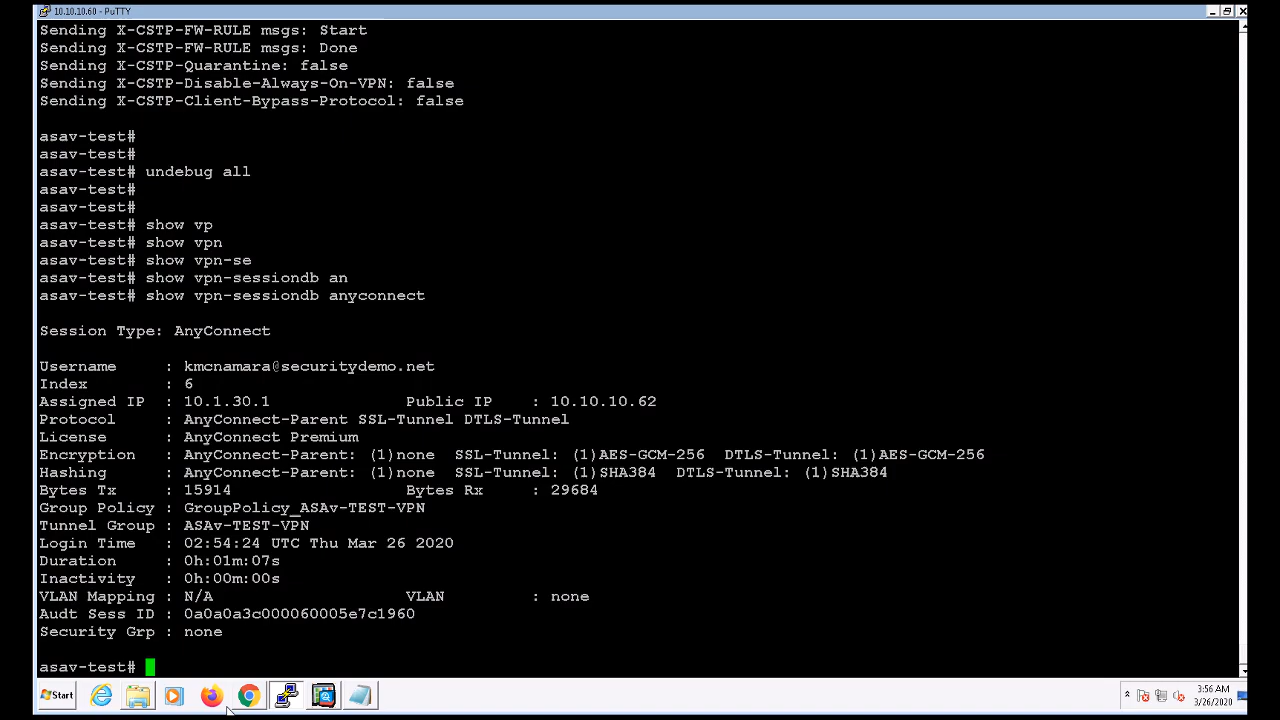 10.10.10.60 - PuTTY
Sending X-CSTP-FW-RULE msgs: Start
Sending X-CSTP-FW-RULE msgs: Done
Sending X-CSTP-Quarantine: false
Sending X-CSTP-Disable-Always-On-VPN: false
Sending X-CSTP-Client-Bypass-Protocol: false
asav-test#
asav-test#
asav-test# undebug all
asav-test#
asav-test#
asav-test# show vp
asav-test# show vpn
asav-test# show vpn-se
asav-test# show vpn-sessiondb an
asav-test# show vpn-sessiondb anyconnect
Session Type: AnyConnect
Username : kmcnamara@securitydemo.net
Index : 6
Assigned IP : 10.1.30.1 Public IP : 10.10.10.62
Protocol : AnyConnect-Parent SSL-Tunnel DTLS-Tunnel
License : AnyConnect Premium
Encryption : AnyConnect-Parent: (1)none SSL-Tunnel: (1)AES-GCM-256 DTLS-Tunnel: (1)AES-GCM-256
Hashing : AnyConnect-Parent: (1)none SSL-Tunnel: (1)SHA384 DTLS-Tunnel: (1)SHA384
Bytes Tx : 15914 Bytes Rx : 29684
Group Policy : GroupPolicy_ASAv-TEST-VPN
Tunnel Group : ASAv-TEST-VPN
Login Time : 02:54:24 UTC Thu Mar 26 2020
Duration : 0h:01m:07s
Inactivity : 0h:00m:00s
VLAN Mapping : N/A VLAN : none
Audt Sess ID : 0a0a0a3c000060005e7c1960
Security Grp : none
asav-test#
Start
3:56 AM
3/26/2020